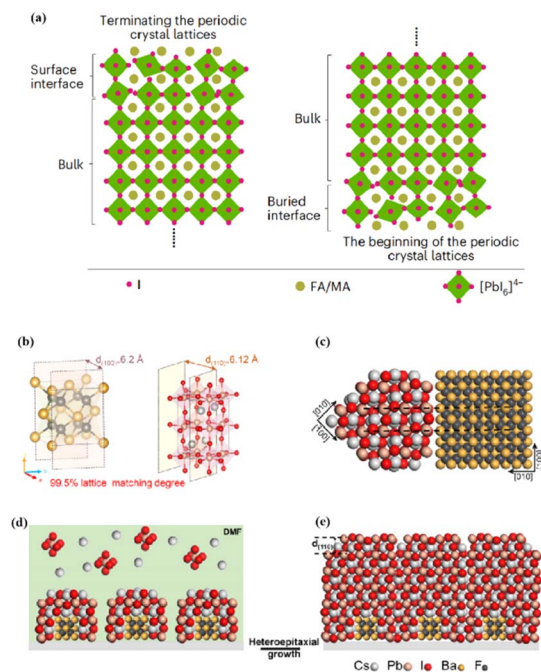 (a)
Terminating the periodic
crystal lattices
Surface
interface
Bulk
Bulk
Buried
interface
The beginning of the periodic
crystal lattices
I
FA/MA
[PbI₆]⁴⁻
(b)
d(100)-6.2 Å
d(110)-6.12 Å
99.5% lattice matching degree
(c)
[010]
[100]
[010]
(d)
DMF
(e)
d(110)
Heteroepitaxial
growth
Cs Pb I Ba F